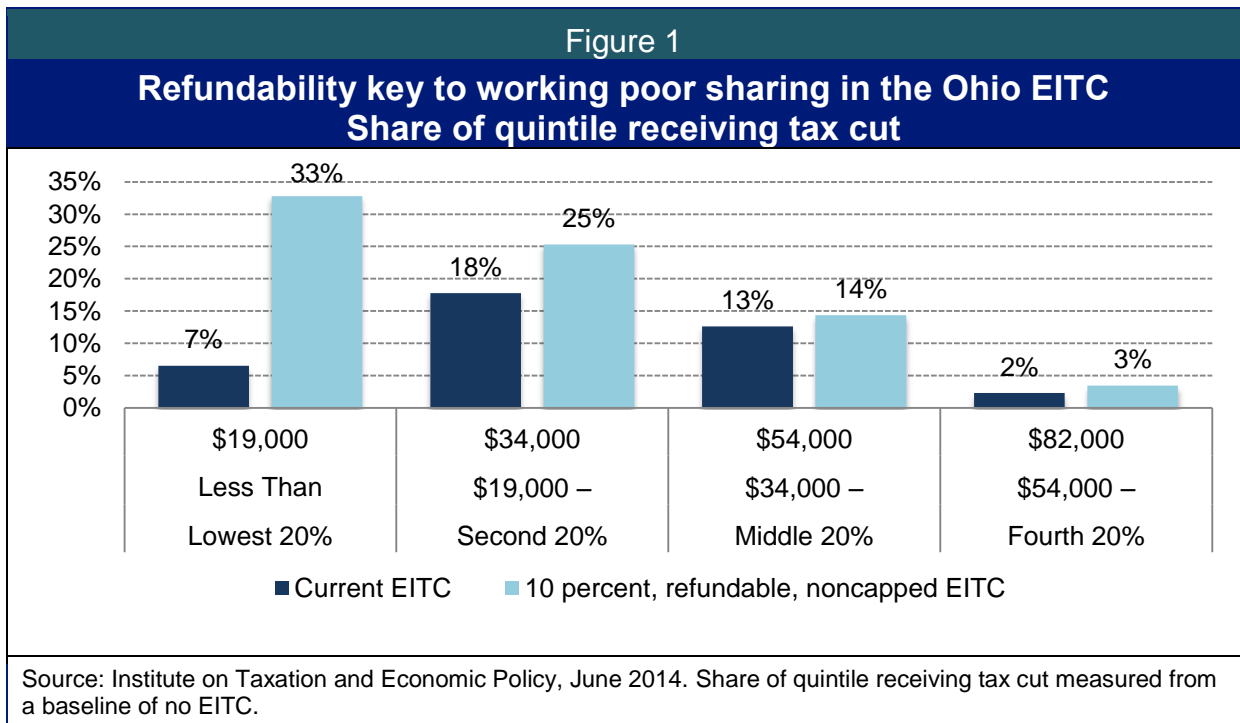 Figure 1
Refundability key to working poor sharing in the Ohio EITC
Share of quintile receiving tax cut
35%
30%
25%
20%
15%
10%
5%
0%
7%
33%
18%
25%
13%
14%
2%
3%
$19,000 $34,000 $54,000 $82,000
Less Than $19,000 – $34,000 – $54,000 –
Lowest 20% Second 20% Middle 20% Fourth 20%
Current EITC 10 percent, refundable, noncapped EITC
Source: Institute on Taxation and Economic Policy, June 2014. Share of quintile receiving tax cut measured from
a baseline of no EITC.